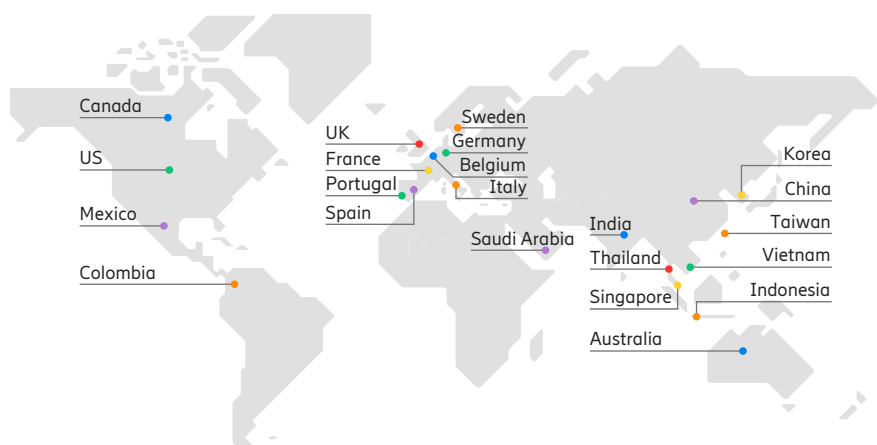 Canada
US
Mexico
Colombia
UK
France
Portugal
Spain
Sweden
Germany
Belgium
Italy
Saudi Arabia
India
Thailand
Singapore
Australia
Korea
China
Taiwan
Vietnam
Indonesia